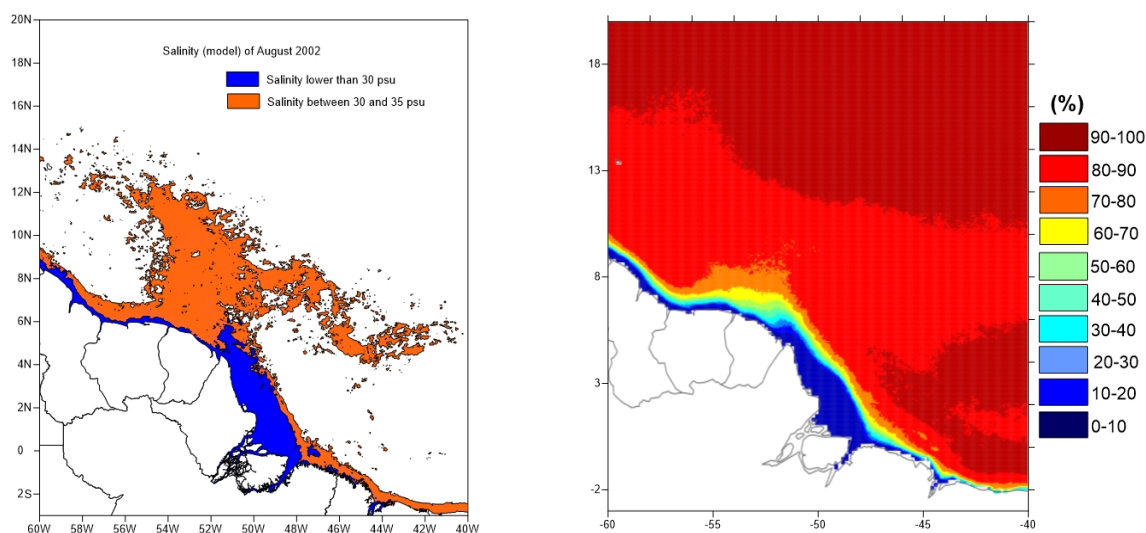 Salinity (model) of August 2002
Salinity lower than 30 psu
Salinity between 30 and 35 psu
20N
18N
16N
14N
12N
10N
8N
6N
4N
2N
0
2S
60W 58W 56W 54W 52W 50W 48W 46W 44W 42W 40W
18
13
8
3
-2
-60 -55 -50 -45 -40
(%)
90-100
80-90
70-80
60-70
50-60
40-50
30-40
20-30
10-20
0-10